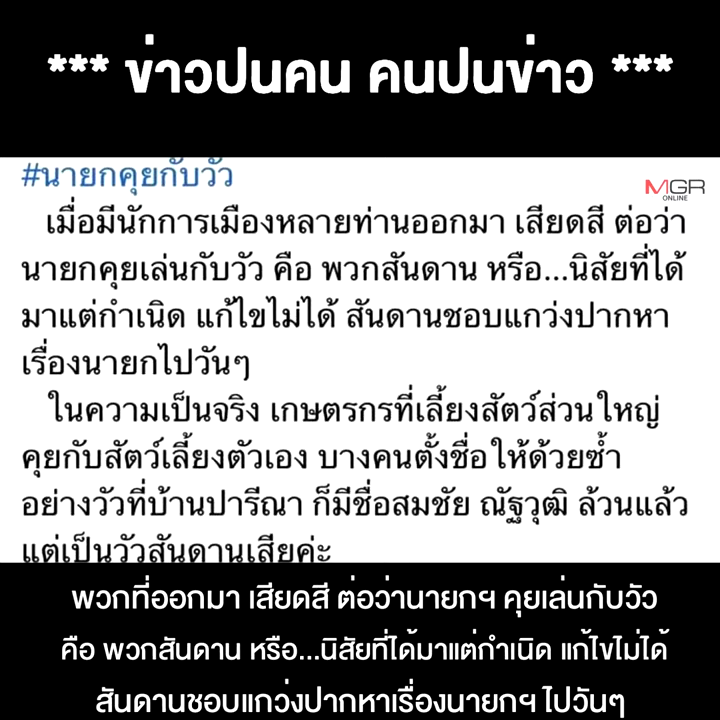 *** ข่าวปนคน คนปนข่าว ***
#นายกคุยกับวัว
MGR
ONLINE
เมื่อมีนักการเมืองหลายท่านออกมา เสียดสี ต่อว่า
นายกคุยเล่นกับวัว คือ พวกสันดาน หรือ...นิสัยที่ได้
มาแต่กำเนิด แก้ไขไม่ได้ สันดานชอบแกว่งปากหา
เรื่องนายกไปวันๆ
ในความเป็นจริง เกษตรกรที่เลี้ยงสัตว์ส่วนใหญ่
คุยกับสัตว์เลี้ยงตัวเอง บางคนตั้งชื่อให้ด้วยซ้ำ
อย่างวัวที่บ้านปารีณา ก็มีชื่อสมชัย ณัฐวุฒิ ล้วนแล้ว
แต่เป็นวัวสันดานเสียค่ะ
พวกที่ออกมา เสียดสี ต่อว่านายกฯ คุยเล่นกับวัว
คือ พวกสันดาน หรือ...นิสัยที่ได้มาแต่กำเนิด แก้ไขไม่ได้
สันดานชอบแกว่งปากหาเรื่องนายกฯ ไปวันๆ